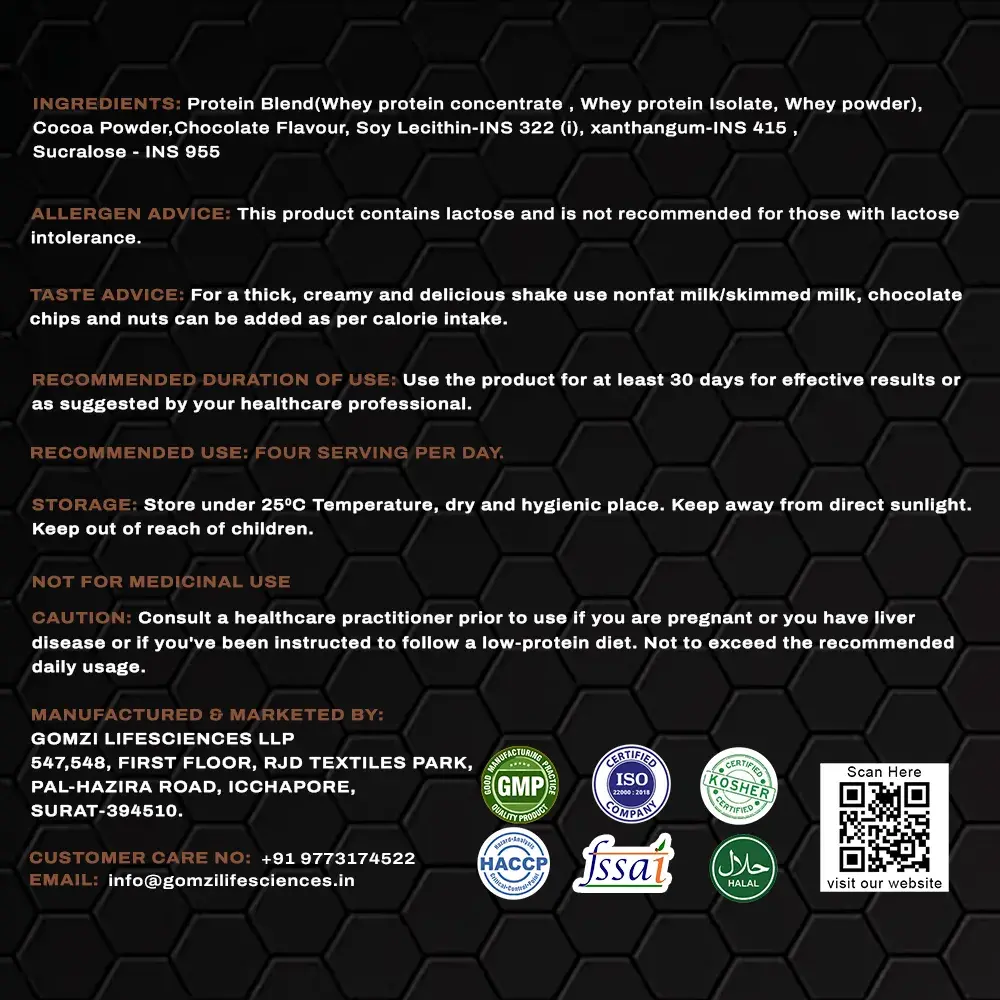 INGREDIENTS: Protein Blend(Whey protein concentrate , Whey protein Isolate, Whey powder),
Cocoa Powder,Chocolate Flavour, Soy Lecithin-INS 322 (i), xanthangum-INS 415 ,
Sucralose - INS 955
ALLERGEN ADVICE: This product contains lactose and is not recommended for those with lactose
intolerance.
TASTE ADVICE: For a thick, creamy and delicious shake use nonfat milk/skimmed milk, chocolate
chips and nuts can be added as per calorie intake.
RECOMMENDED DURATION OF USE: Use the product for at least 30 days for effective results or
as suggested by your healthcare professional.
RECOMMENDED USE: FOUR SERVING PER DAY.
STORAGE: Store under 25ºC Temperature, dry and hygienic place. Keep away from direct sunlight.
Keep out of reach of children.
NOT FOR MEDICINAL USE
CAUTION: Consult a healthcare practitioner prior to use if you are pregnant or you have liver
disease or if you've been instructed to follow a low-protein diet. Not to exceed the recommended
daily usage.
MANUFACTURED & MARKETED BY:
GOMZI LIFESCIENCES LLP
547,548, FIRST FLOOR, RJD TEXTILES PARK,
PAL-HAZIRA ROAD, ICCHAPORE,
SURAT-394510.
CUSTOMER CARE NO: +91 9773174522
EMAIL: info@gomzilifesciences.in
GOOD MANUFACTURING PRACTICE
GMP
QUALITY PRODUCT
CERTIFIED
ISO
22000 : 2018
COMPANY
CERTIFIED
KOSHER
CERTIFIED
Hazard-Analysis
HACCP
Critical-Control-Point
fssai
حلال
HALAL
Scan Here
visit our website